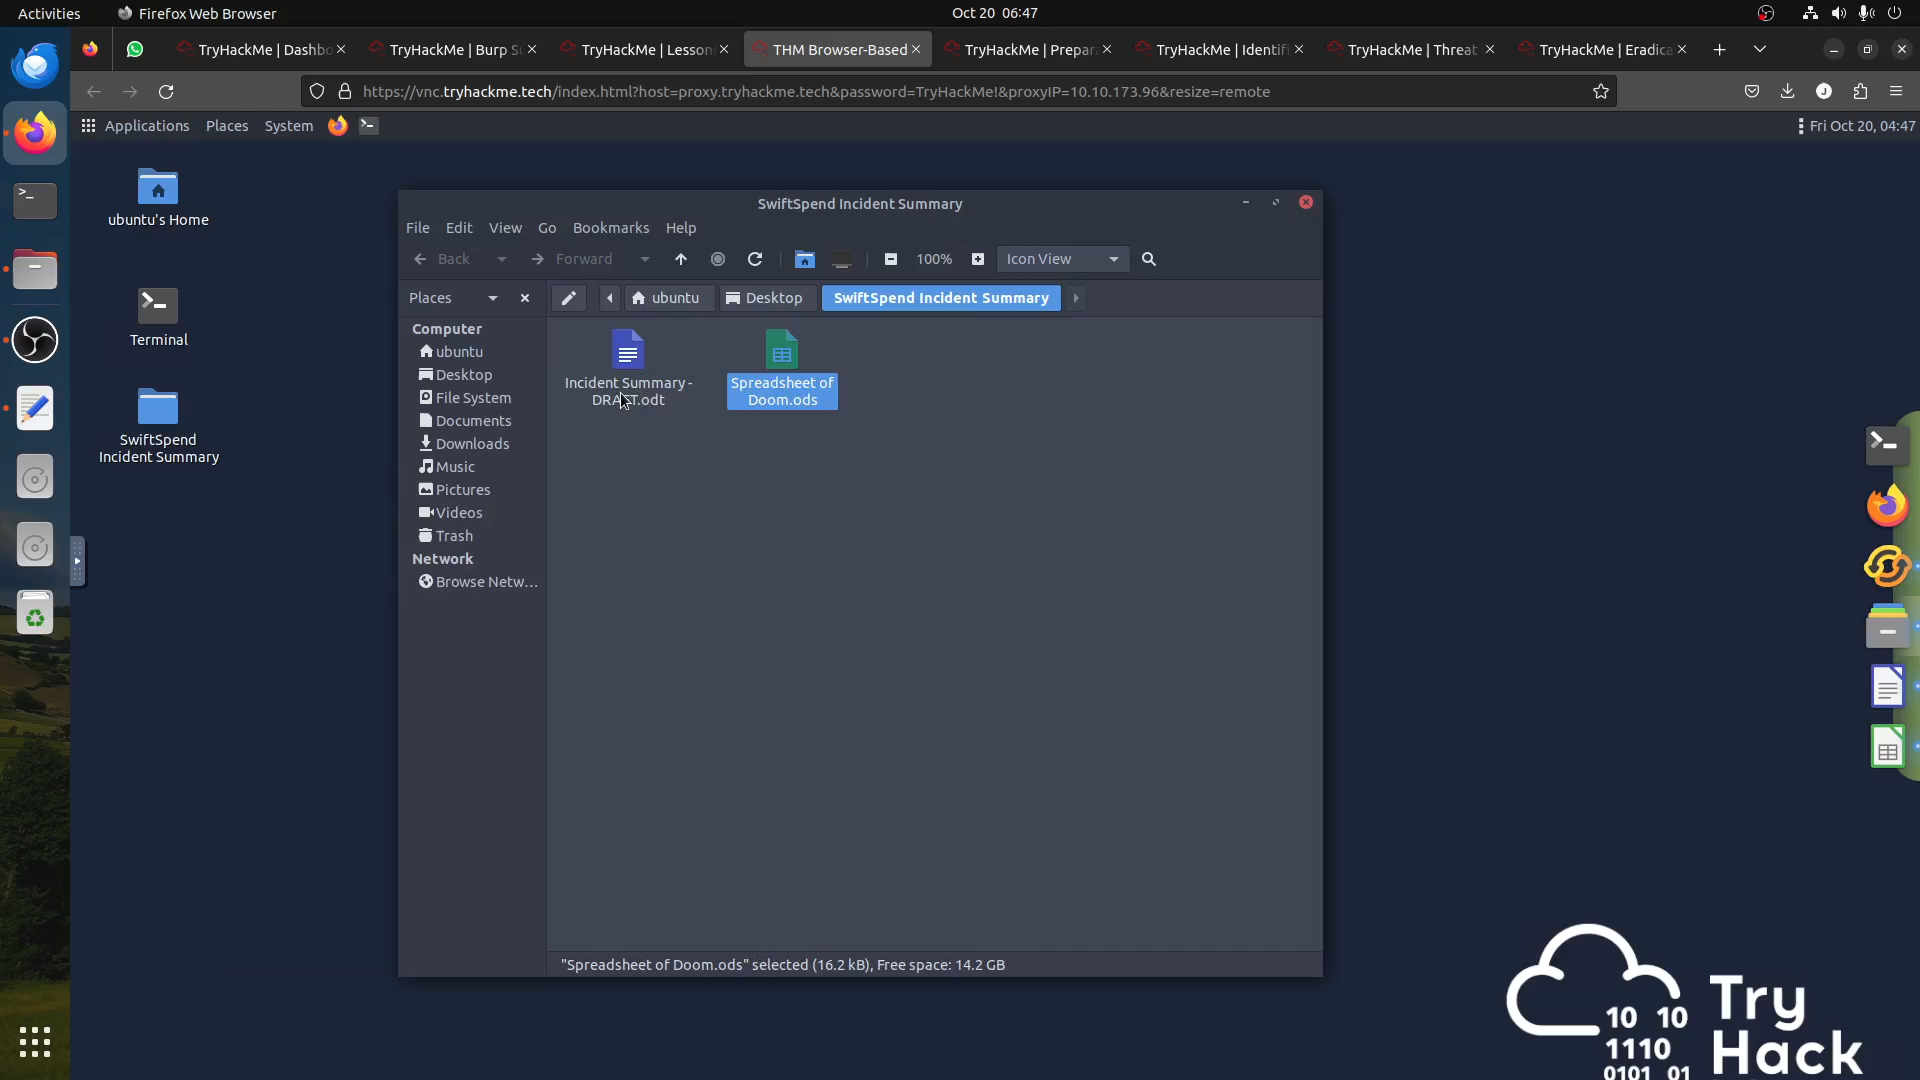 Activities
Firefox Web Browser
Oct 20 06:47
TryHackMe | Dashbo
TryHackMe | Burp Su
TryHackMe | Lesson
THM Browser-Based
TryHackMe | Prepar
TryHackMe | Identifi
TryHackMe | Threat
TryHackMe | Eradica
https://vnc.tryhackme.tech/index.html?host=proxy.tryhackme.tech&password=TryHackMe!&proxyIP=10.10.173.96&resize=remote
J
Applications Places System
Fri Oct 20, 04:47
ubuntu's Home
Terminal
SwiftSpend
Incident Summary
SwiftSpend Incident Summary
File Edit View Go Bookmarks Help
Back Forward 100% Icon View
Places
ubuntu Desktop SwiftSpend Incident Summary
Computer
ubuntu
Desktop
File System
Documents
Downloads
Music
Pictures
Videos
Trash
Network
Browse Netw...
Incident Summary -
DRAFT.odt
Spreadsheet of
Doom.ods
"Spreadsheet of Doom.ods" selected (16.2 kB), Free space: 14.2 GB
Try
Hack
10 10
1110
0101 01